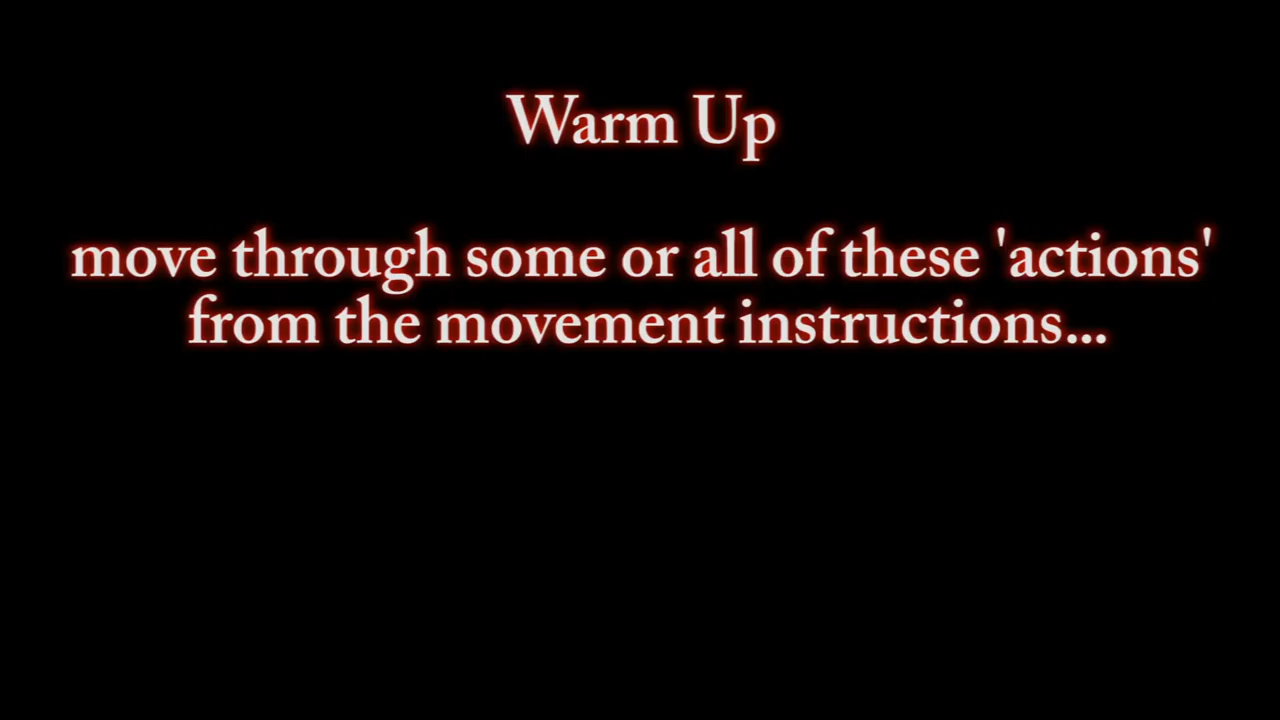 Warm Up
move through some or all of these 'actions'
from the movement instructions...